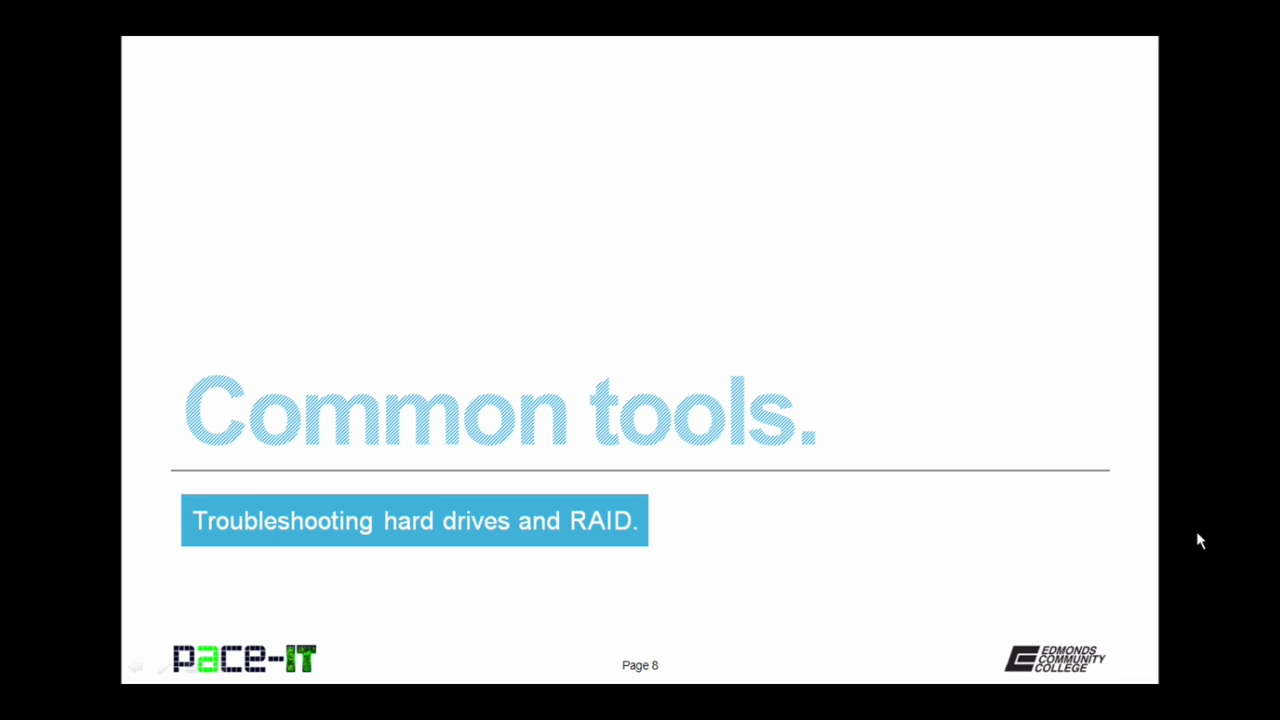 Common tools.
Troubleshooting hard drives and RAID.
pace-IT
Page 8
EDMONDS
COMMUNITY
COLLEGE